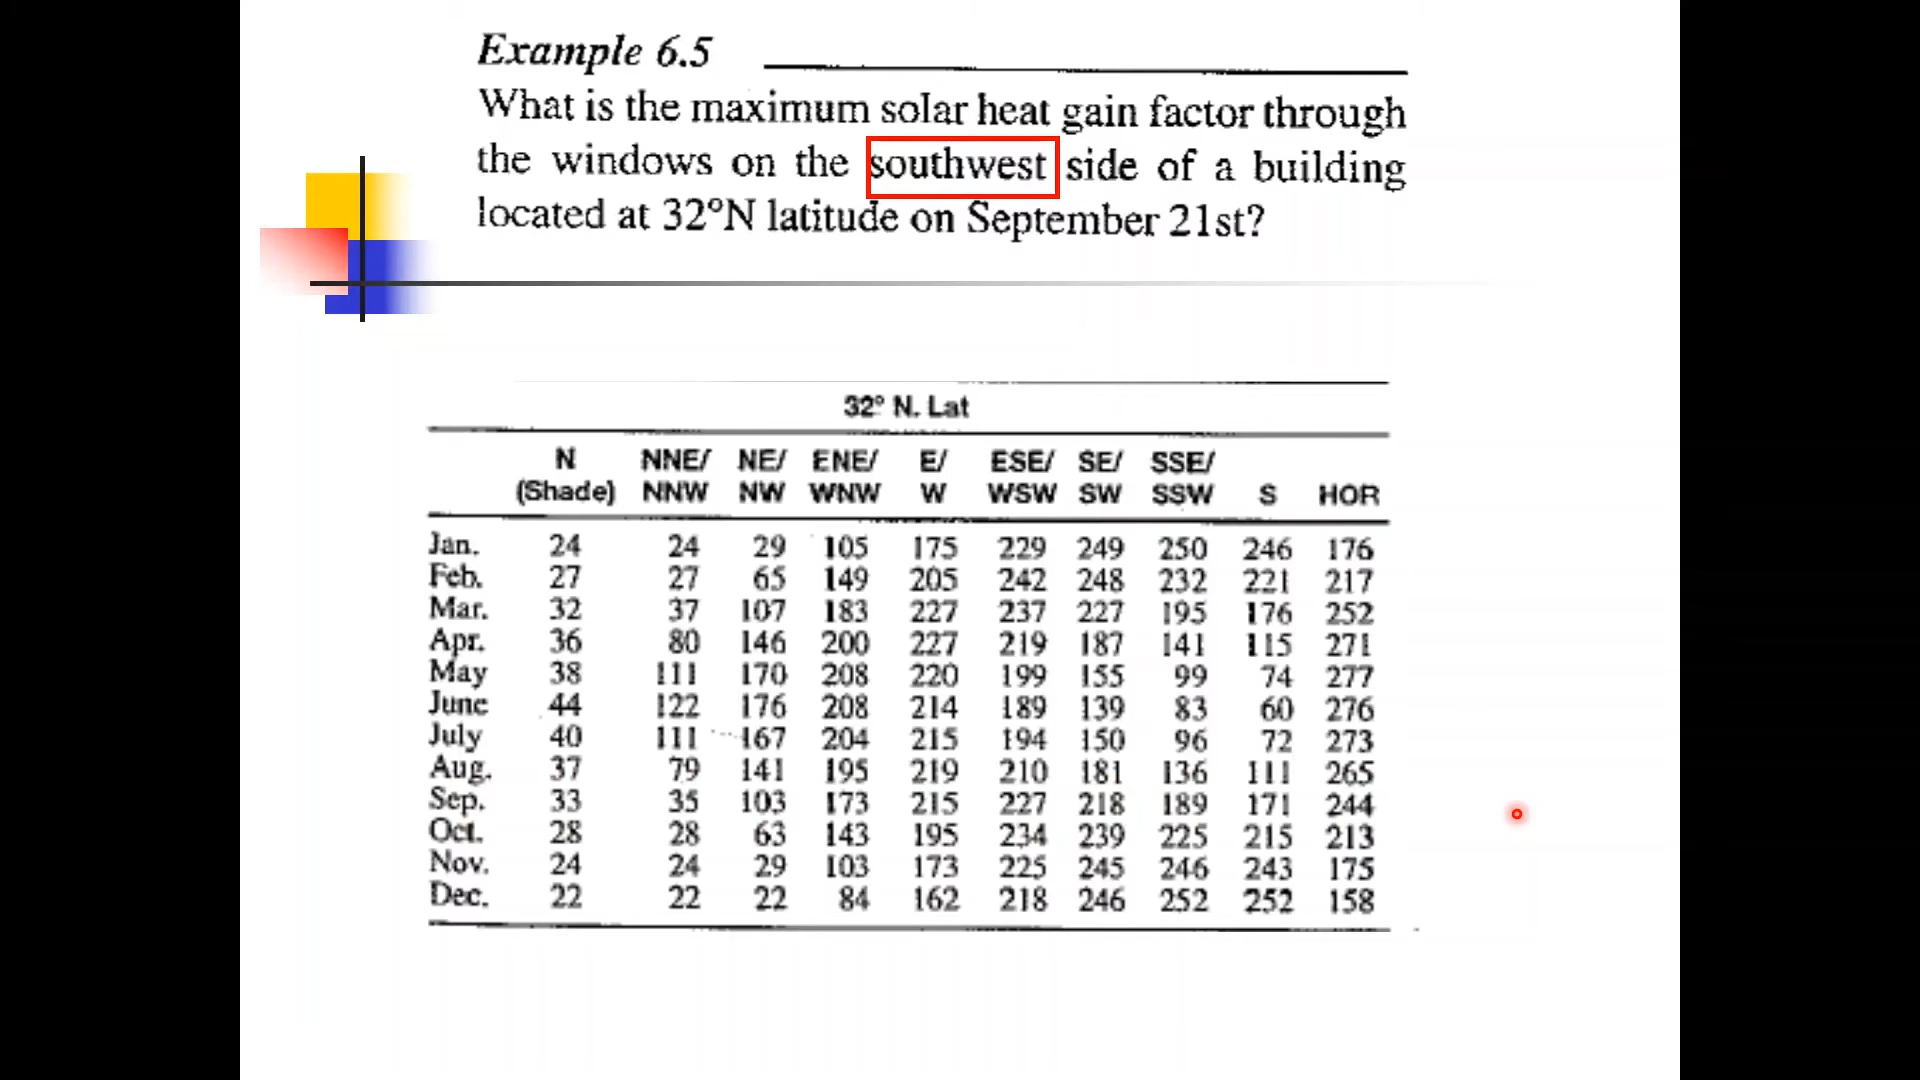 Example 6.5
What is the maximum solar heat gain factor through
the windows on the southwest side of a building
located at 32°N latitude on September 21st?
32° N. Lat
N NNE/ NE/ ENE/ E/ ESE/ SE/ SSE/
(Shade) NNW NW WNW W WSW SW SSW S HOR
Jan. 24 24 29 105 175 229 249 250 246 176
Feb. 27 27 65 149 205 242 248 232 221 217
Mar. 32 37 107 183 227 237 227 195 176 252
Apr. 36 80 146 200 227 219 187 141 115 271
May 38 111 170 208 220 199 155 99 74 277
June 44 122 176 208 214 189 139 83 60 276
July 40 111 167 204 215 194 150 96 72 273
Aug. 37 79 141 195 219 210 181 136 111 265
Sep. 33 35 103 173 215 227 218 189 171 244
Oct. 28 28 63 143 195 234 239 225 215 213
Nov. 24 24 29 103 173 225 245 246 243 175
Dec. 22 22 22 84 162 218 246 252 252 158